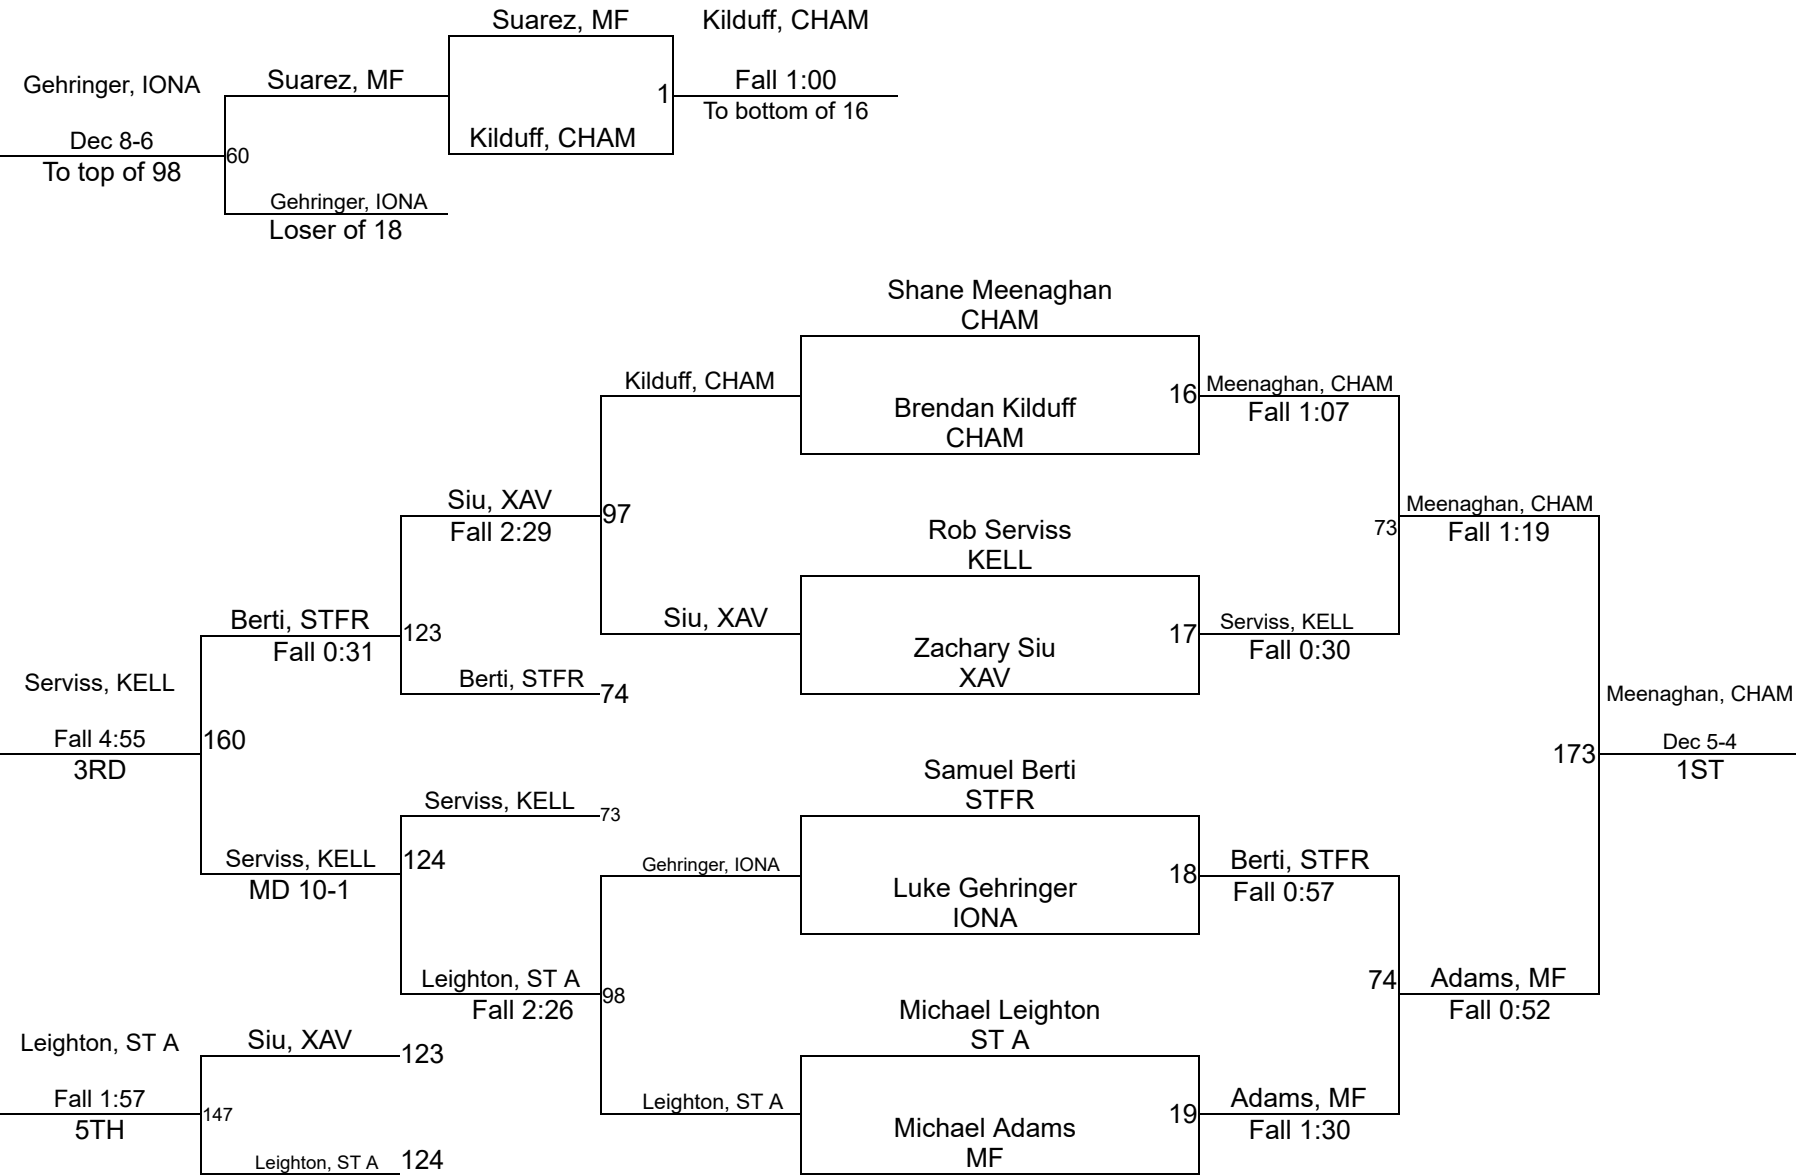 Suarez, MF
Kilduff, CHAM
Gehringer, IONA
Suarez, MF
1
Fall 1:00
To bottom of 16
Kilduff, CHAM
Dec 8-6
60
To top of 98
Gehringer, IONA
Loser of 18
Shane Meenaghan
CHAM
Kilduff, CHAM
16
Meenaghan, CHAM
Fall 1:07
Brendan Kilduff
CHAM
Siu, XAV
Fall 2:29
97
Meenaghan, CHAM
Fall 1:19
73
Rob Serviss
KELL
Berti, STFR
Fall 0:31
123
Siu, XAV
17
Serviss, KELL
Fall 0:30
Zachary Siu
XAV
Berti, STFR
74
Serviss, KELL
Meenaghan, CHAM
Fall 4:55
3RD
160
173
Dec 5-4
1ST
Samuel Berti
STFR
Serviss, KELL
73
Serviss, KELL
MD 10-1
124
Gehringer, IONA
18
Berti, STFR
Fall 0:57
Luke Gehringer
IONA
Leighton, ST A
Fall 2:26
98
74
Adams, MF
Fall 0:52
Michael Leighton
ST A
Leighton, ST A
Siu, XAV
123
Fall 1:57
5TH
147
Leighton, ST A
19
Adams, MF
Fall 1:30
Michael Adams
MF
Leighton, ST A
124